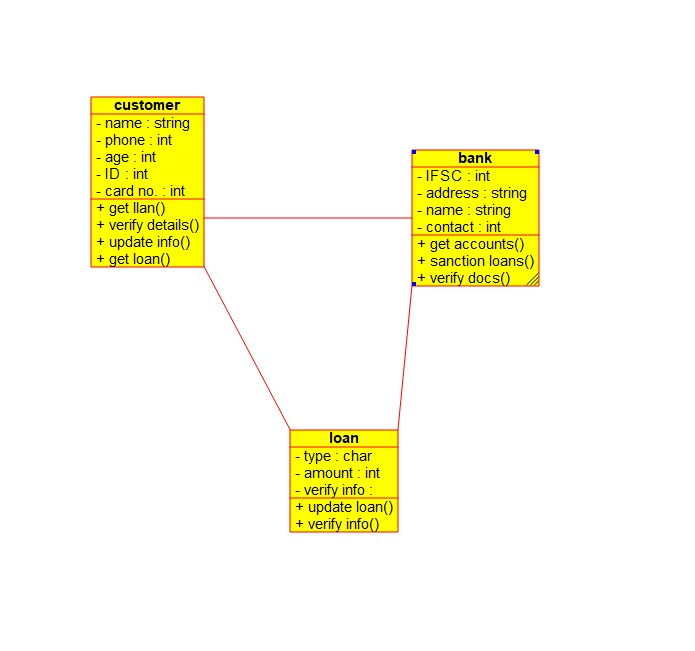 customer
- name : string
- phone : int
- age : int
- ID : int
- card no. : int
+ get llan()
+ verify details()
+ update info()
+ get loan()
bank
- IFSC : int
- address : string
- name : string
- contact : int
+ get accounts()
+ sanction loans()
+ verify docs()
loan
- type : char
- amount : int
- verify info :
+ update loan()
+ verify info()